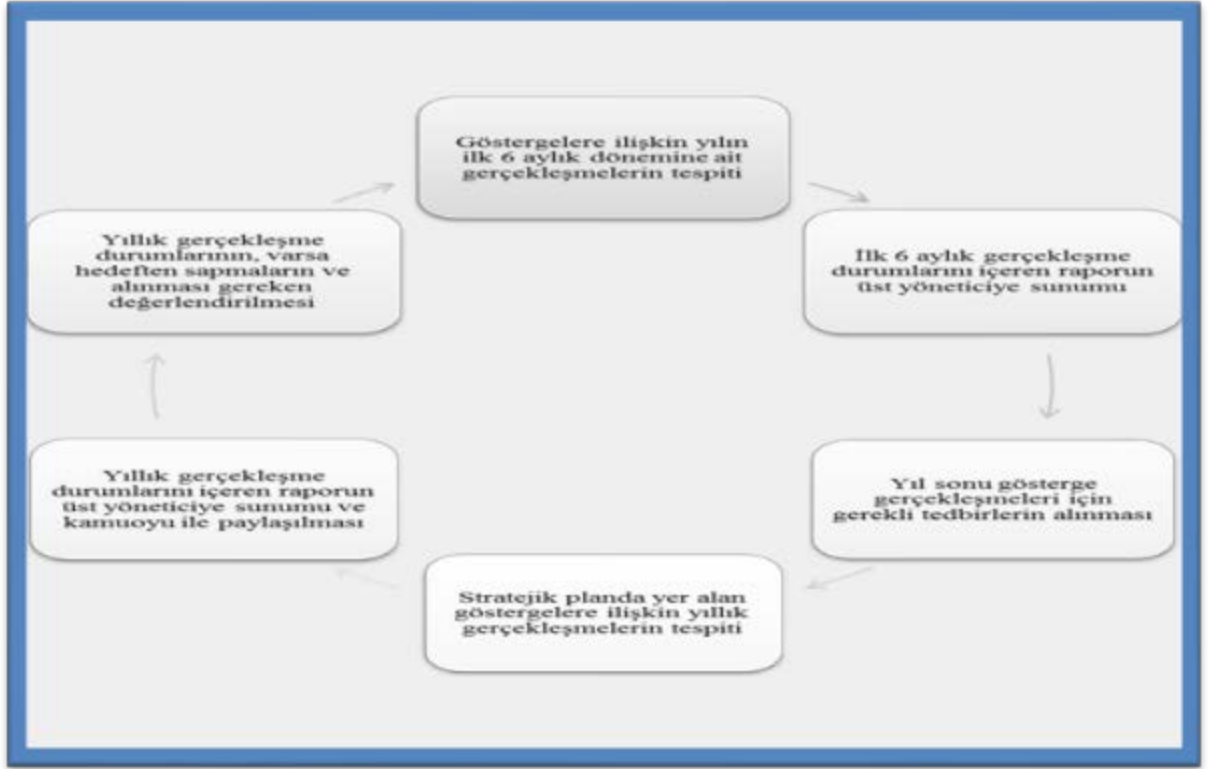 Göstergelere ilişkin yılın
ilk 6 aylık dönemine ait
gerçekleşmelerin tespiti
İlk 6 aylık gerçekleşme
durumlarını içeren raporun
üst yöneticiye sunumu
Yıl sonu gösterge
gerçekleşmeleri için
gerekli tedbirlerin alınması
Stratejik planda yer alan
göstergelere ilişkin yıllık
gerçekleşmelerin tespiti
Yıllık gerçekleşme
durumlarını içeren raporun
üst yöneticiye sunumu ve
kamuoyu ile paylaşılması
Yıllık gerçekleşme
durumlarının, varsa
hedeften sapmaların ve
alınması gereken
değerlendirilmesi